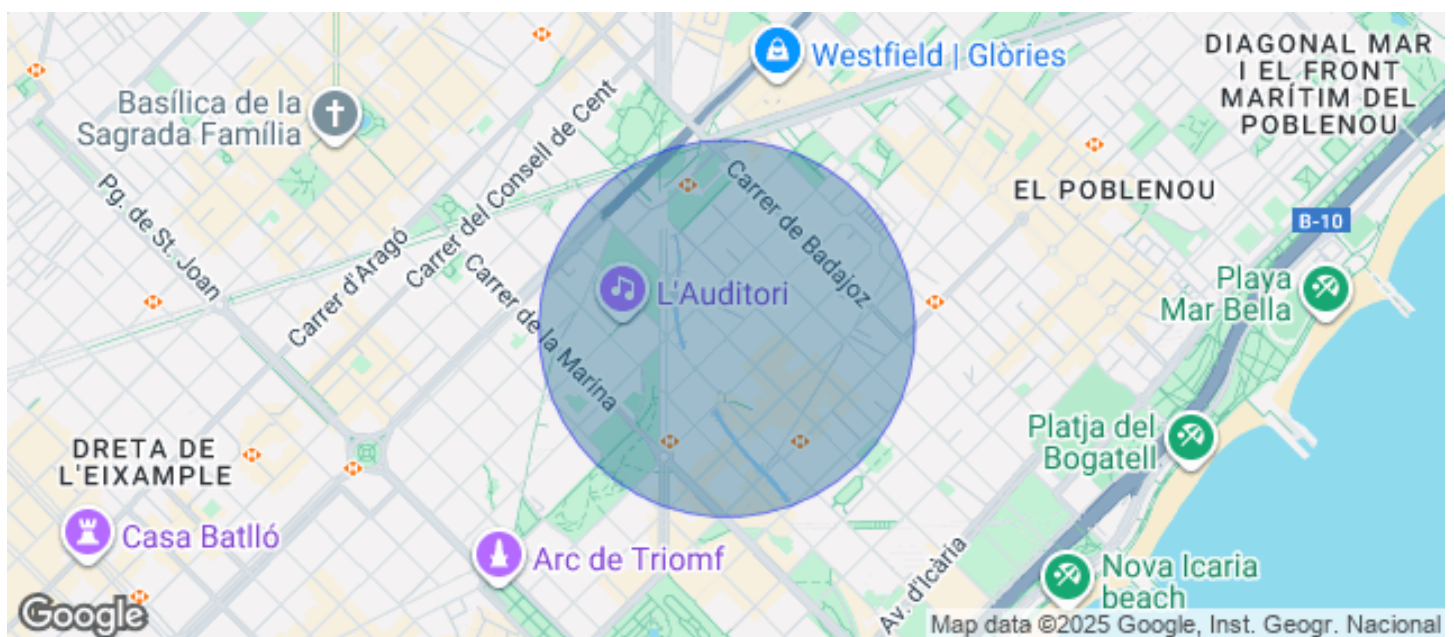 Westfield | Glòries
DIAGONAL MAR
I EL FRONT
MARÍTIM DEL
POBLENOU
Basílica de la
Sagrada Família
Carrer del Consell de Cent
Carrer de Badajoz
EL POBLENOU
B-10
Pg. de St. Joan
Carrer d'Aragó
Carrer de la Marina
L'Auditori
Playa
Mar Bella
DRETA DE
L'EIXAMPLE
Platja del
Bogatell
Casa Batlló
Arc de Triomf
Av. d'Icària
Nova Icaria
beach
Google
Map data ©2025 Google, Inst. Geogr. Nacional